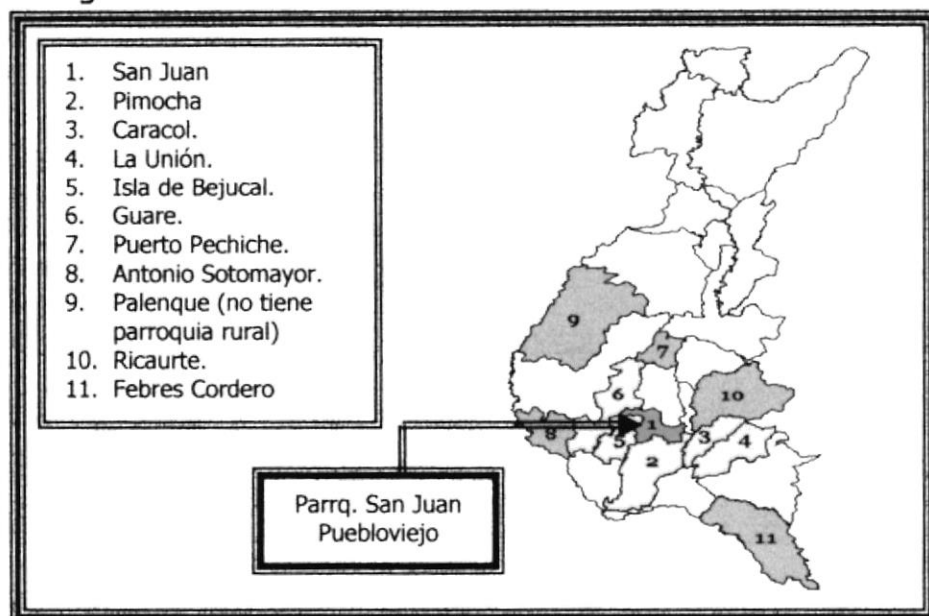 1. San Juan
2. Pimocha
3. Caracol.
4. La Unión.
5. Isla de Bejucal.
6. Guare.
7. Puerto Pechiche.
8. Antonio Sotomayor.
9. Palenque (no tiene
parroquia rural)
10. Ricaurte.
11. Febres Cordero
9
7
6
10
8
1
5
3
4
2
11
Parrq. San Juan
Puebloviejo